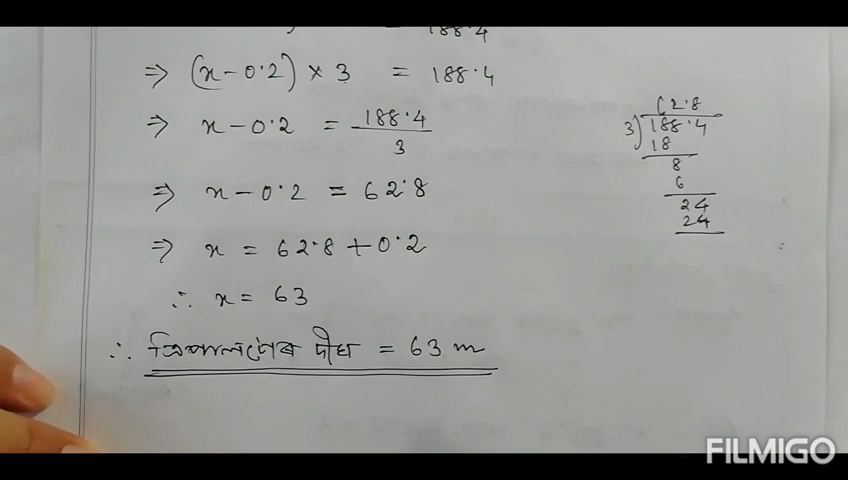 = 188.4
⇒ (x - 0.2) × 3 = 188.4
⇒ x - 0.2 = 188.4 / 3
⇒ x - 0.2 = 62.8
⇒ x = 62.8 + 0.2
∴ x = 63
∴ ত্ৰিপালখনৰ দীঘ = 63 m
62.8
3)188.4
18
8
6
24
24
FILMIGO